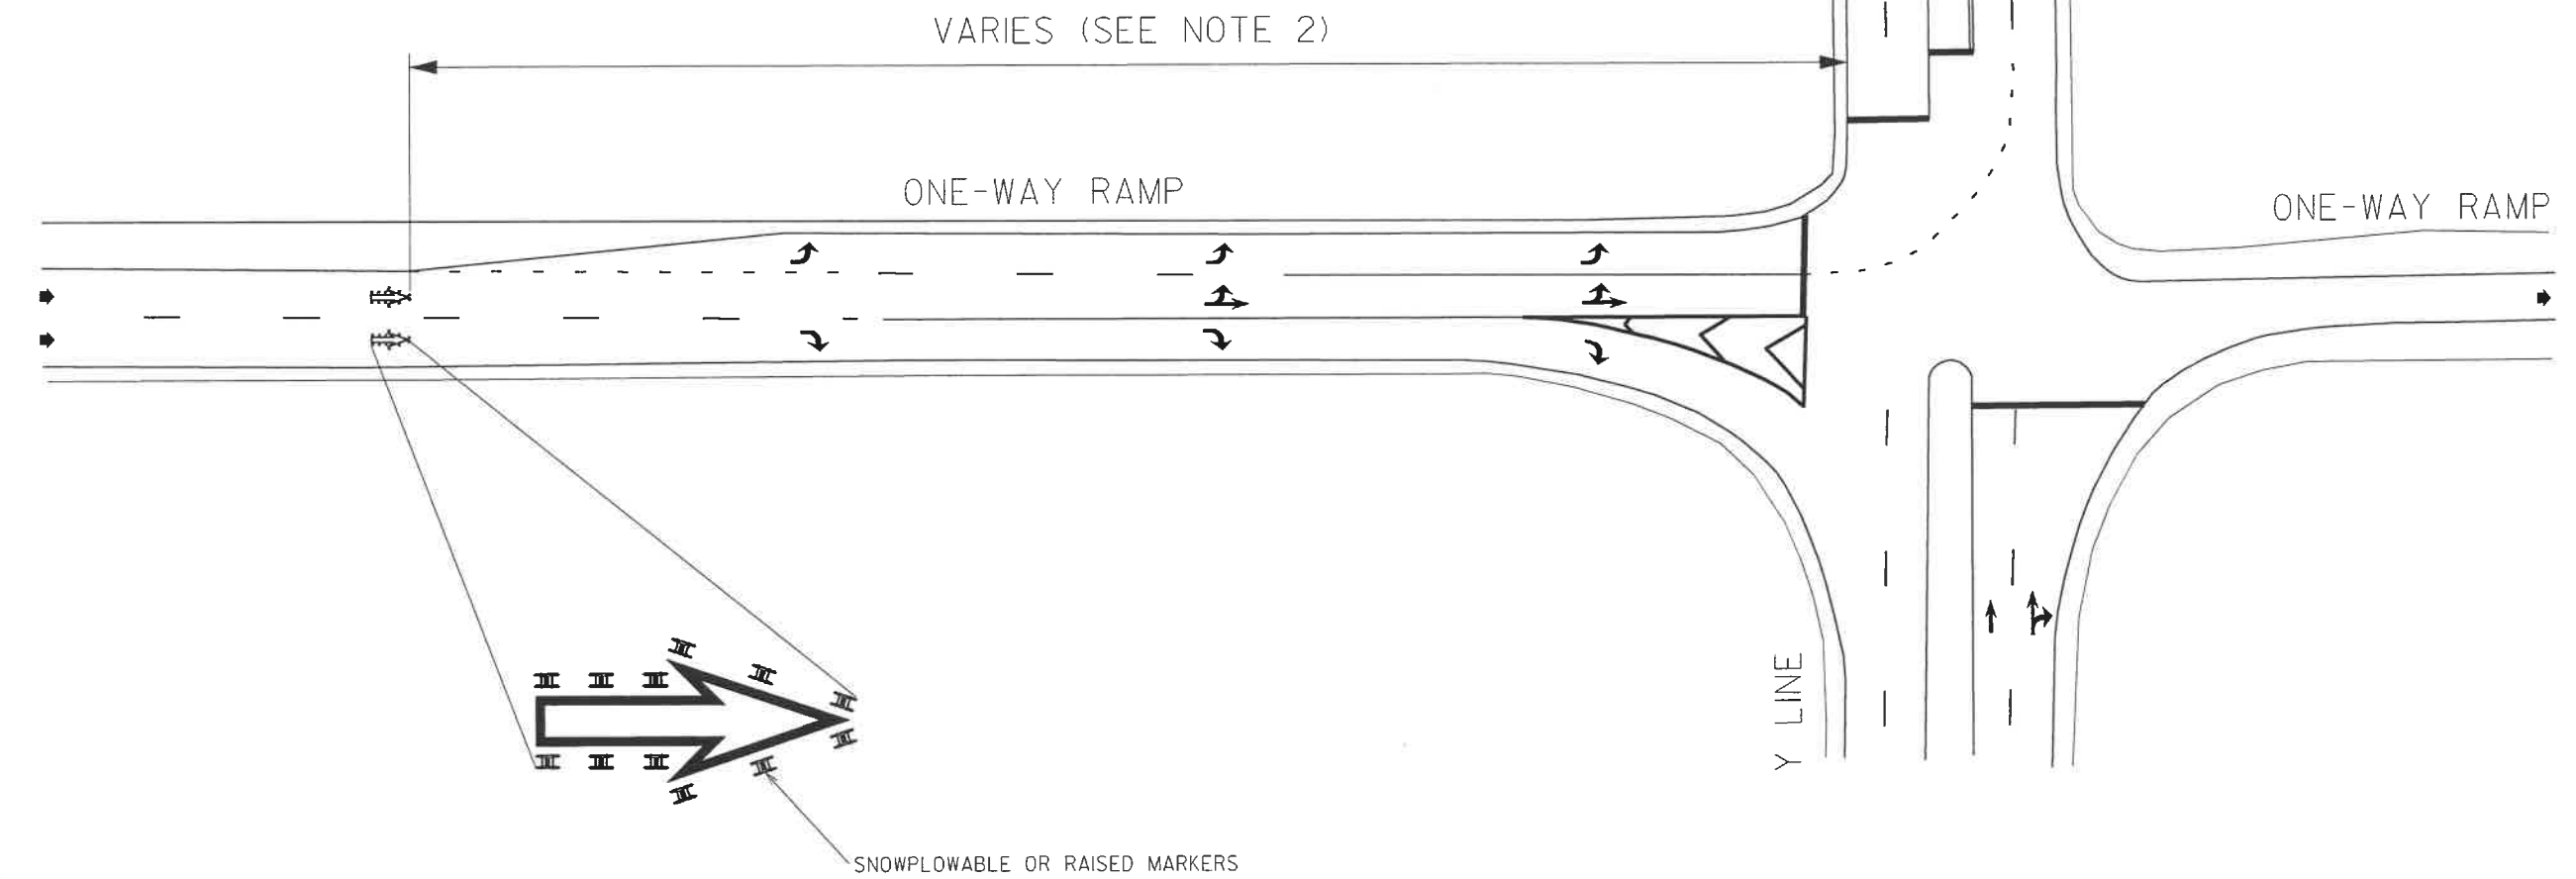 VARIES (SEE NOTE 2)
ONE-WAY RAMP
ONE-WAY RAMP
Y LINE
SNOWPLOWABLE OR RAISED MARKERS